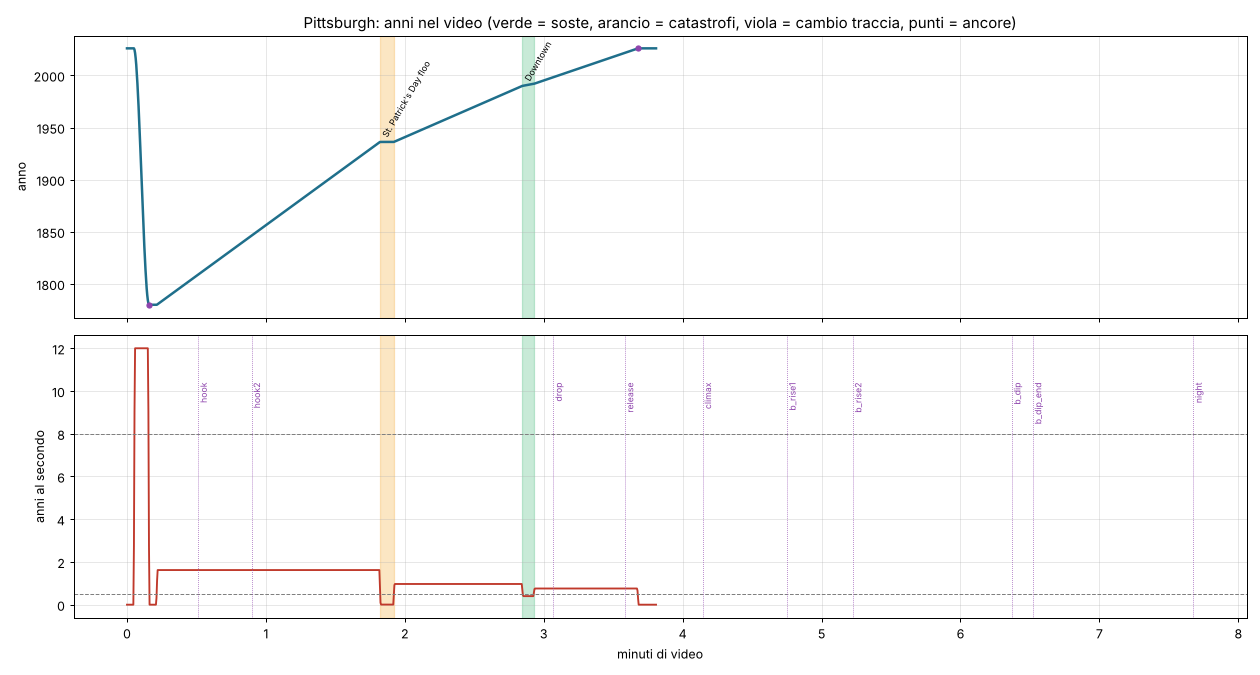 Pittsburgh: anni nel video (verde = soste, arancio = catastrofi, viola = cambio traccia, punti = ancore)
anno
2000
1950
1900
1850
1800
St. Patrick's Day floo
Downtown
anni al secondo
12
10
8
6
4
2
0
hook
hook2
drop
release
climax
b_rise1
b_rise2
b_dip
b_dip_end
night
0 1 2 3 4 5 6 7 8
minuti di video